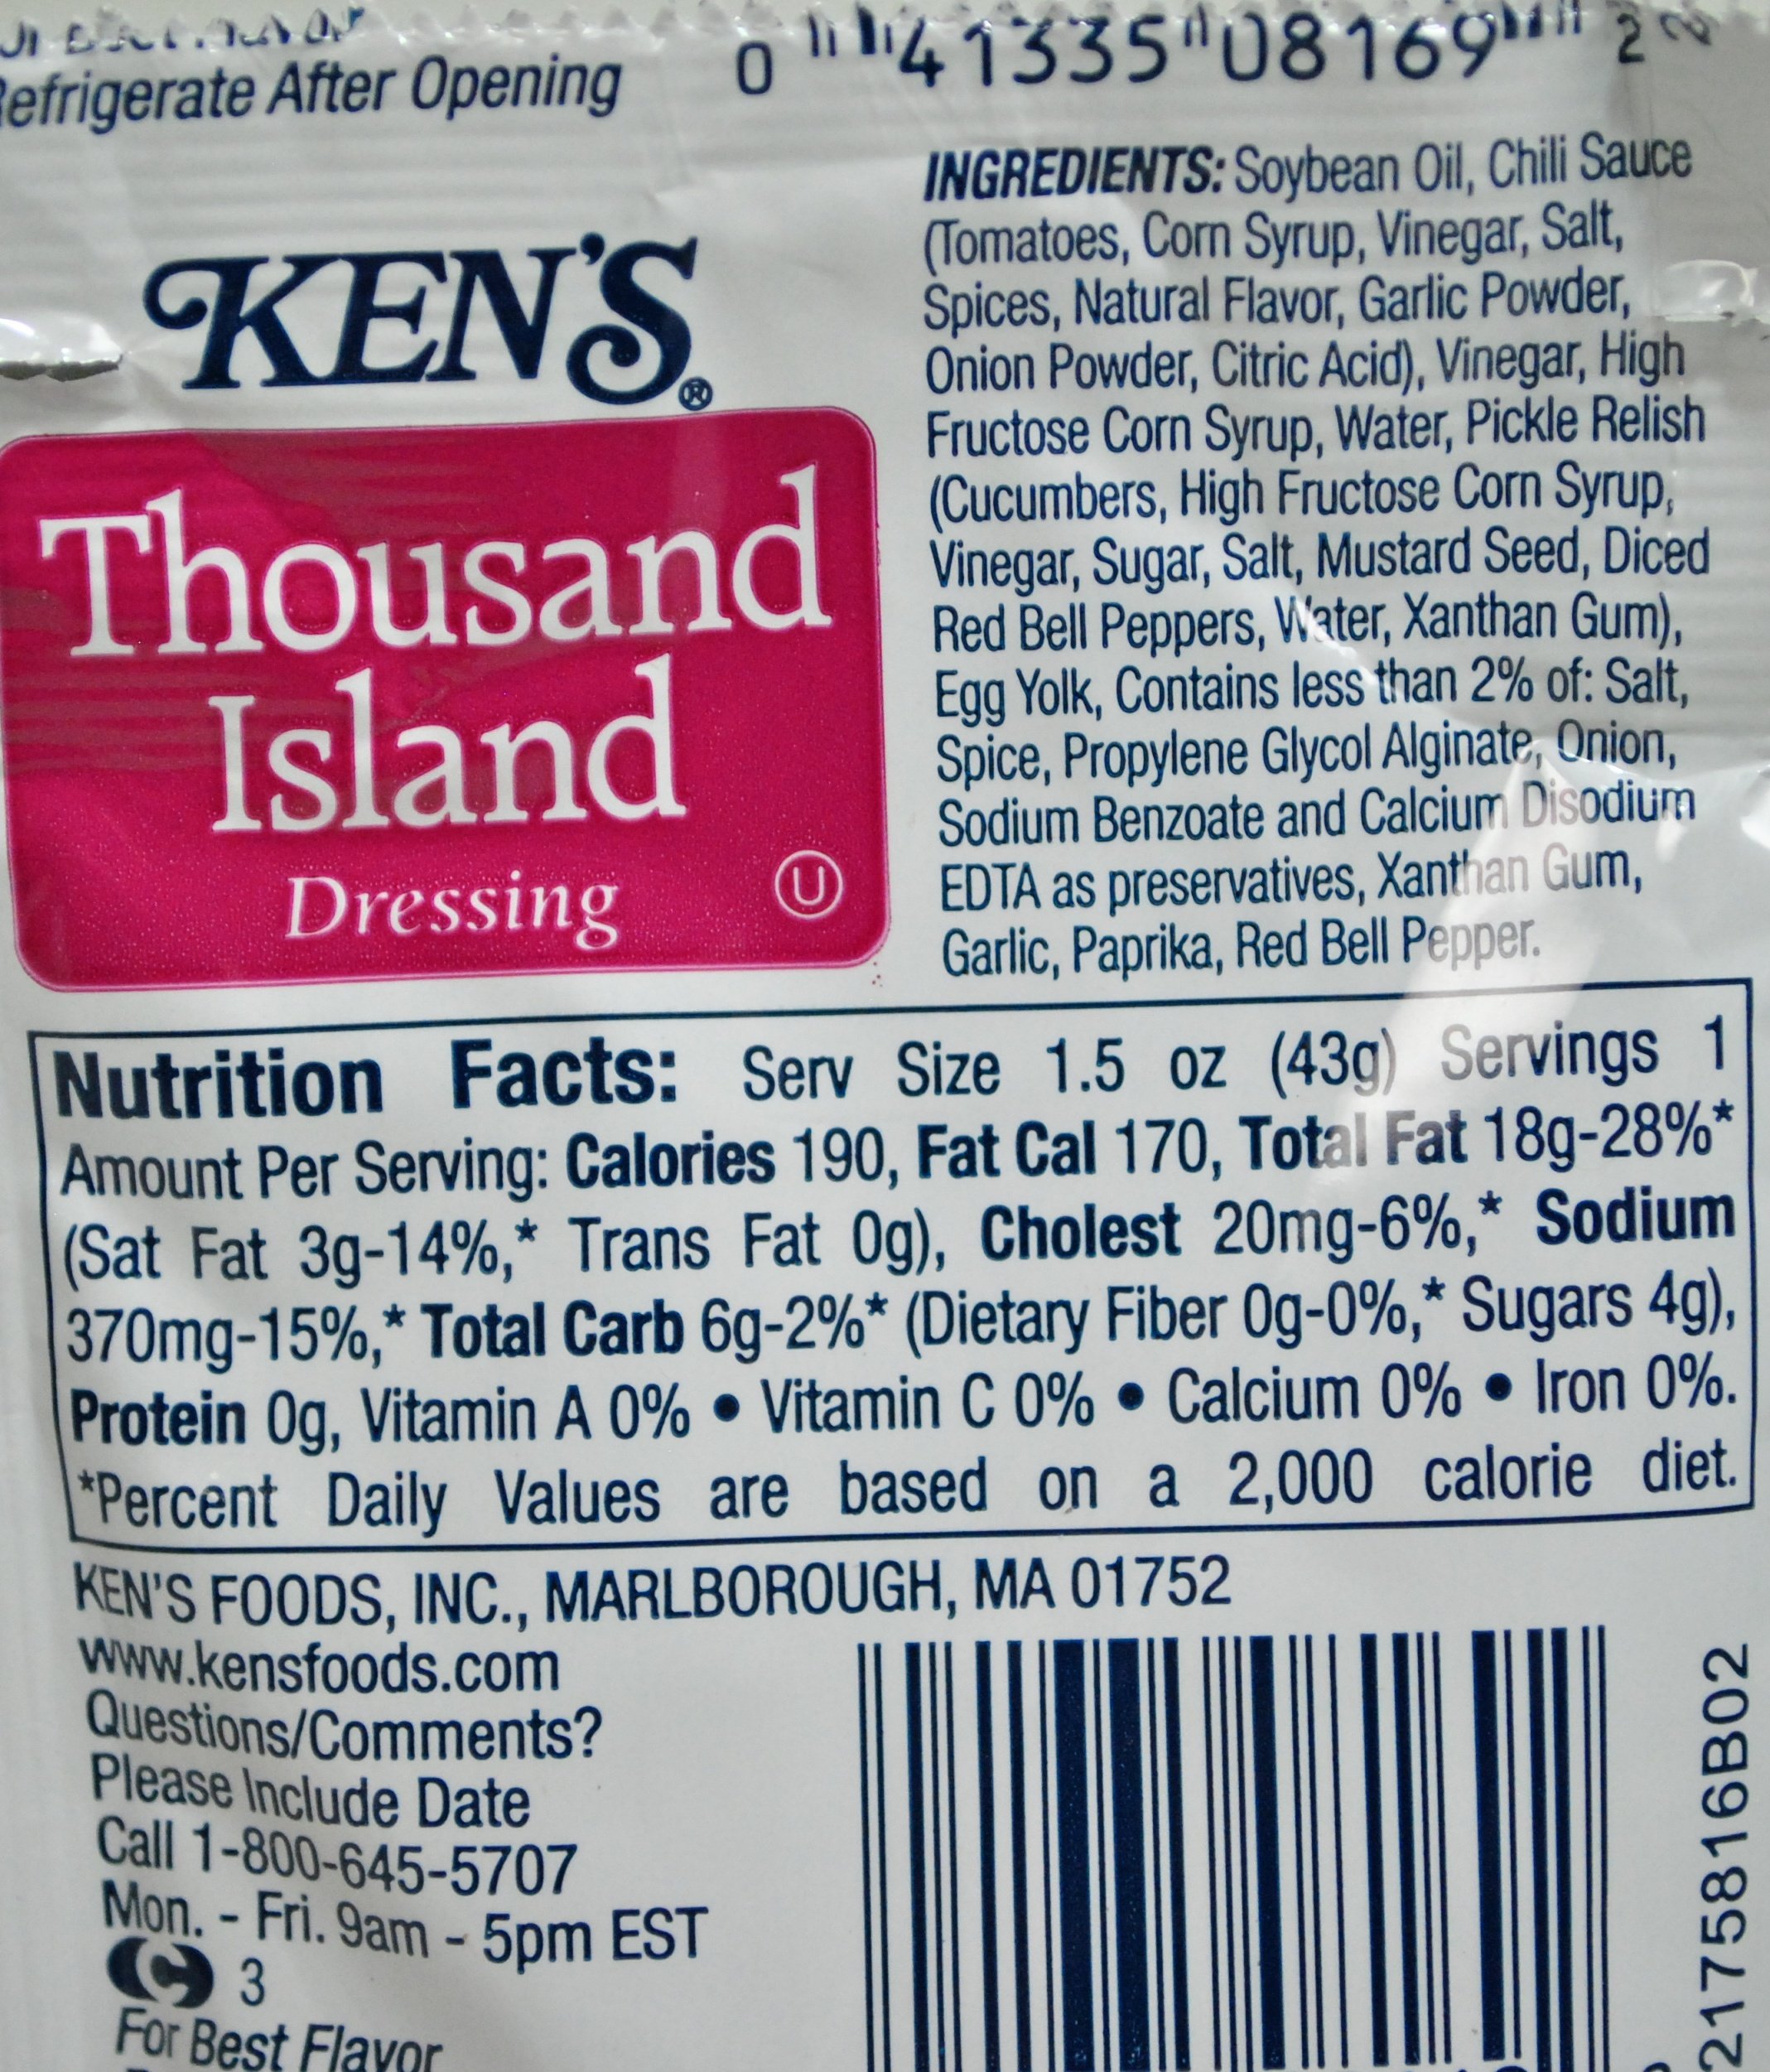 Refrigerate After Opening
0 41335 08169 2
KEN'S®
Thousand
Island
Dressing
U
INGREDIENTS: Soybean Oil, Chili Sauce
(Tomatoes, Corn Syrup, Vinegar, Salt,
Spices, Natural Flavor, Garlic Powder,
Onion Powder, Citric Acid), Vinegar, High
Fructose Corn Syrup, Water, Pickle Relish
(Cucumbers, High Fructose Corn Syrup,
Vinegar, Sugar, Salt, Mustard Seed, Diced
Red Bell Peppers, Water, Xanthan Gum),
Egg Yolk, Contains less than 2% of: Salt,
Spice, Propylene Glycol Alginate, Onion,
Sodium Benzoate and Calcium Disodium
EDTA as preservatives, Xanthan Gum,
Garlic, Paprika, Red Bell Pepper.
Nutrition Facts: Serv Size 1.5 oz (43g) Servings 1
Amount Per Serving: Calories 190, Fat Cal 170, Total Fat 18g-28%*
(Sat Fat 3g-14%,* Trans Fat 0g), Cholest 20mg-6%,* Sodium
370mg-15%,* Total Carb 6g-2%* (Dietary Fiber 0g-0%,* Sugars 4g),
Protein 0g, Vitamin A 0% • Vitamin C 0% • Calcium 0% • Iron 0%.
*Percent Daily Values are based on a 2,000 calorie diet.
KEN'S FOODS, INC., MARLBOROUGH, MA 01752
www.kensfoods.com
Questions/Comments?
Please Include Date
Call 1-800-645-5707
Mon. - Fri. 9am - 5pm EST
C 3
For Best Flavor
2175816B02